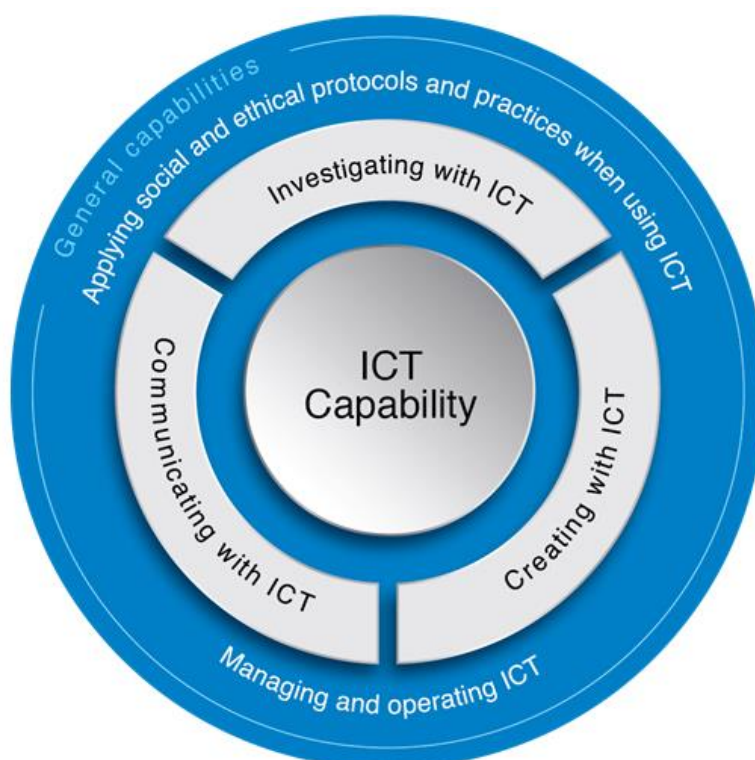 General capabilities
Applying social and ethical protocols and practices when using ICT
Investigating with ICT
Communicating with ICT
ICT
Capability
Creating with ICT
Managing and operating ICT